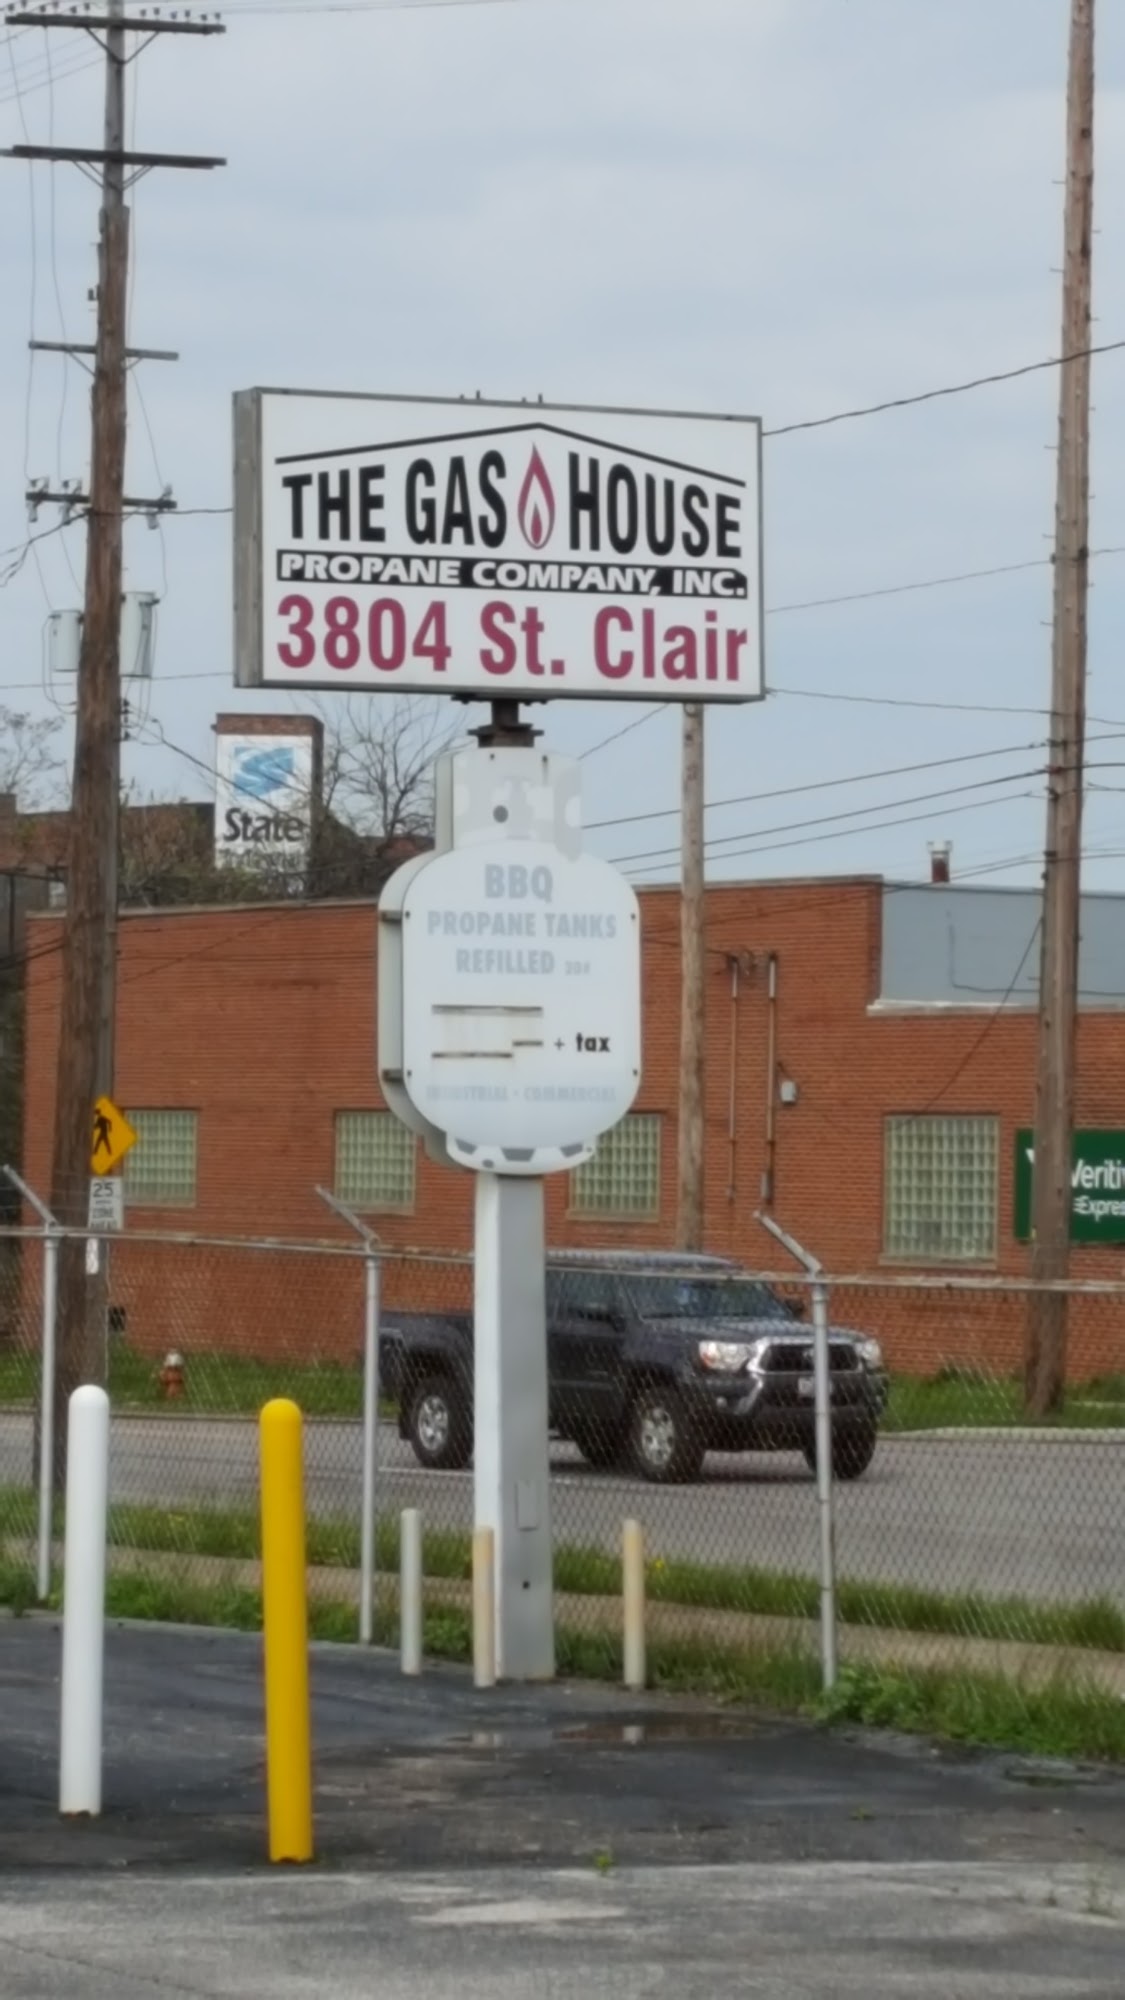 THE GAS HOUSE
PROPANE COMPANY, INC.
3804 St. Clair
State
BBQ
PROPANE TANKS
REFILLED 20#
+ tax
INDUSTRIAL · COMMERCIAL
25
Express